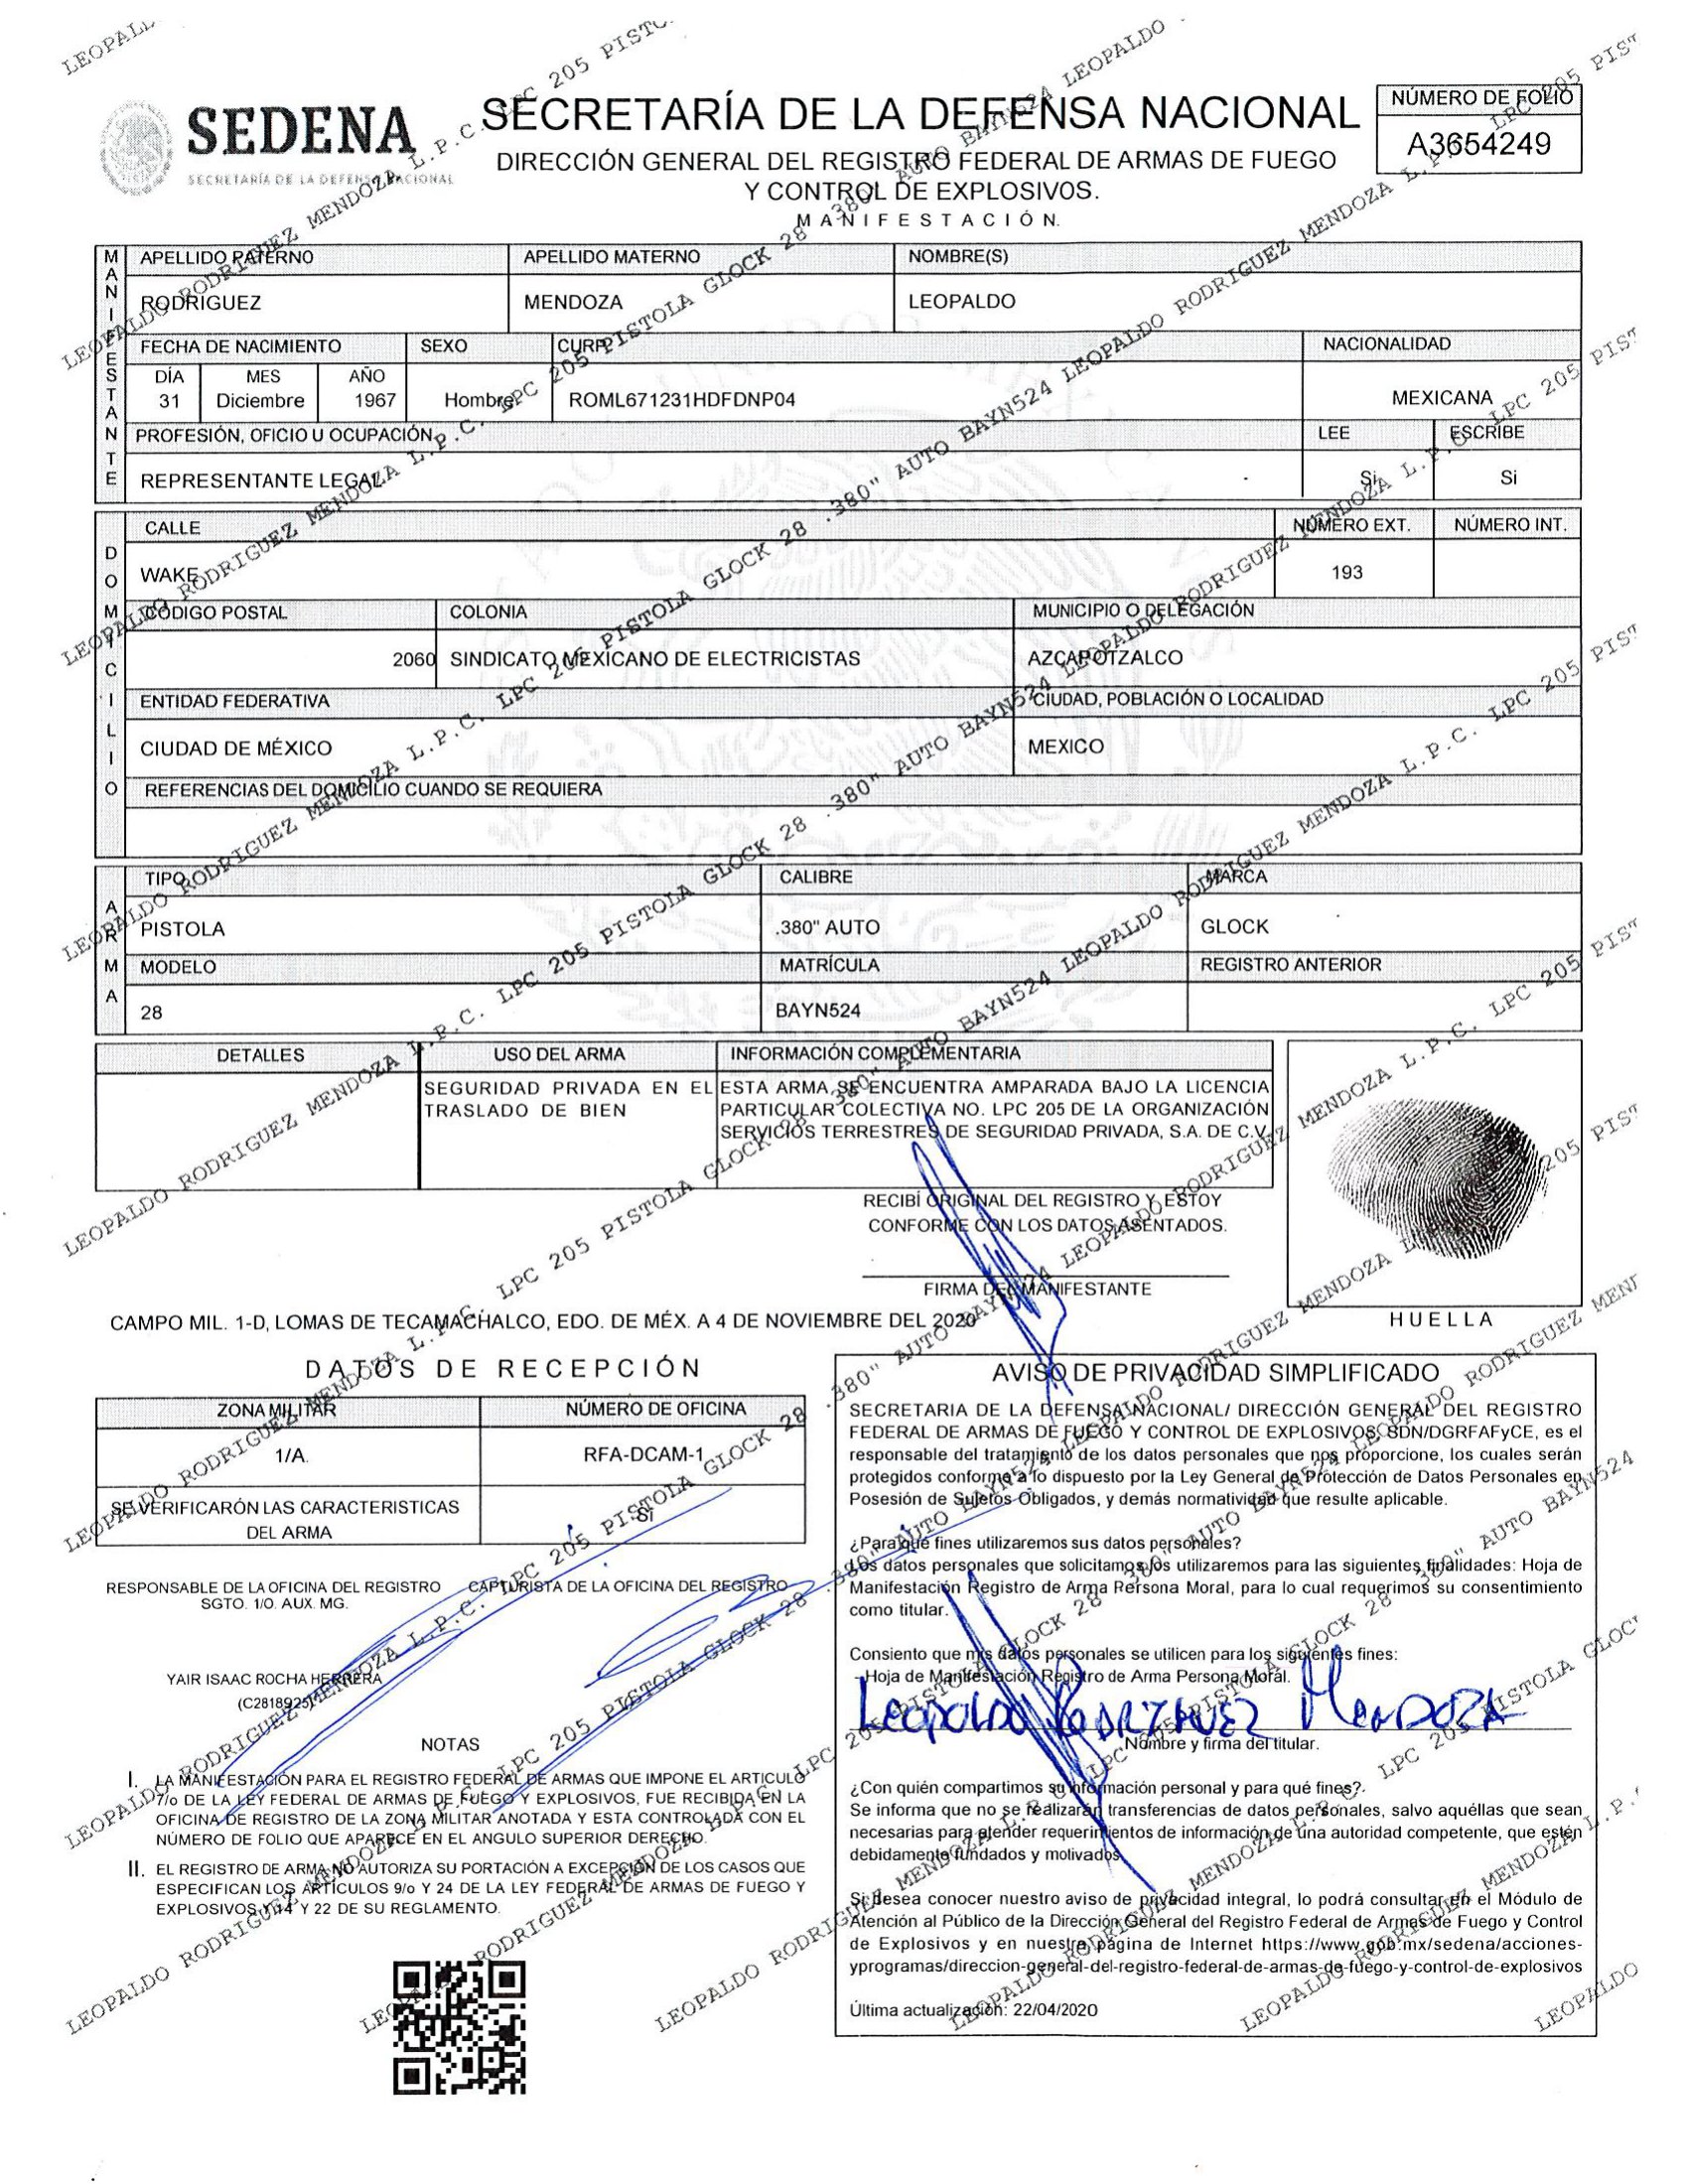 SEDENA
SECRETARÍA DE LA DEFENSA NACIONAL
SECRETARÍA DE LA DEFENSA NACIONAL
DIRECCIÓN GENERAL DEL REGISTRO FEDERAL DE ARMAS DE FUEGO
Y CONTROL DE EXPLOSIVOS.
MANIFESTACIÓN.
NÚMERO DE FOLIO
A3654249
MANIFESTANTE
APELLIDO PATERNO APELLIDO MATERNO NOMBRE(S)
RODRIGUEZ MENDOZA LEOPALDO
FECHA DE NACIMIENTO SEXO CURP NACIONALIDAD
DÍA MES AÑO
31 Diciembre 1967 Hombre ROML671231HDFDNP04 MEXICANA
PROFESIÓN, OFICIO U OCUPACIÓN LEE ESCRIBE
REPRESENTANTE LEGAL Si Si
DOMICILIO
CALLE NÚMERO EXT. NÚMERO INT.
WAKE 193
CÓDIGO POSTAL COLONIA MUNICIPIO O DELEGACIÓN
2060 SINDICATO MEXICANO DE ELECTRICISTAS AZCAPOTZALCO
ENTIDAD FEDERATIVA CIUDAD, POBLACIÓN O LOCALIDAD
CIUDAD DE MÉXICO MEXICO
REFERENCIAS DEL DOMICILIO CUANDO SE REQUIERA
ARMA
TIPO CALIBRE MARCA
PISTOLA .380" AUTO GLOCK
MODELO MATRÍCULA REGISTRO ANTERIOR
28 BAYN524
DETALLES USO DEL ARMA INFORMACIÓN COMPLEMENTARIA
SEGURIDAD PRIVADA EN EL TRASLADO DE BIEN
ESTA ARMA SE ENCUENTRA AMPARADA BAJO LA LICENCIA
PARTICULAR COLECTIVA NO. LPC 205 DE LA ORGANIZACIÓN
SERVICIOS TERRESTRES DE SEGURIDAD PRIVADA, S.A. DE C.V.
RECIBÍ ORIGINAL DEL REGISTRO Y ESTOY
CONFORME CON LOS DATOS ASENTADOS.
FIRMA DEL MANIFESTANTE
HUELLA
CAMPO MIL. 1-D, LOMAS DE TECAMACHALCO, EDO. DE MÉX. A 4 DE NOVIEMBRE DEL 2020
DATOS DE RECEPCIÓN
ZONA MILITAR NÚMERO DE OFICINA
1/A. RFA-DCAM-1
SE VERIFICARÓN LAS CARACTERISTICAS
DEL ARMA
Si
RESPONSABLE DE LA OFICINA DEL REGISTRO CAPTURISTA DE LA OFICINA DEL REGISTRO
SGTO. 1/O. AUX. MG.
YAIR ISAAC ROCHA HERRERA
(C2818925)
NOTAS
I. LA MANIFESTACIÓN PARA EL REGISTRO FEDERAL DE ARMAS QUE IMPONE EL ARTICULO
7/o DE LA LEY FEDERAL DE ARMAS DE FUEGO Y EXPLOSIVOS, FUE RECIBIDA EN LA
OFICINA DE REGISTRO DE LA ZONA MILITAR ANOTADA Y ESTA CONTROLADA CON EL
NÚMERO DE FOLIO QUE APARECE EN EL ANGULO SUPERIOR DERECHO.
II. EL REGISTRO DE ARMA NO AUTORIZA SU PORTACIÓN A EXCEPCIÓN DE LOS CASOS QUE
ESPECIFICAN LOS ARTÍCULOS 9/o Y 24 DE LA LEY FEDERAL DE ARMAS DE FUEGO Y
EXPLOSIVOS Y 14 Y 22 DE SU REGLAMENTO.
AVISO DE PRIVACIDAD SIMPLIFICADO
SECRETARIA DE LA DEFENSA NACIONAL/ DIRECCIÓN GENERAL DEL REGISTRO
FEDERAL DE ARMAS DE FUEGO Y CONTROL DE EXPLOSIVOS SDN/DGRFAFyCE, es el
responsable del tratamiento de los datos personales que nos proporcione, los cuales serán
protegidos conforme a lo dispuesto por la Ley General de Protección de Datos Personales en
Posesión de Sujetos Obligados, y demás normatividad que resulte aplicable.
¿Para qué fines utilizaremos sus datos personales?
Los datos personales que solicitamos los utilizaremos para las siguientes finalidades: Hoja de
Manifestación Registro de Arma Persona Moral, para lo cual requerimos su consentimiento
como titular.
Consiento que mis datos personales se utilicen para los siguientes fines:
-Hoja de Manifestación Registro de Arma Persona Moral.
Leopoldo Rodriguez Mendoza
Nombre y firma del titular.
¿Con quién compartimos su información personal y para qué fines?.
Se informa que no se realizarán transferencias de datos personales, salvo aquéllas que sean
necesarias para atender requerimientos de información de una autoridad competente, que estén
debidamente fundados y motivados.
Si desea conocer nuestro aviso de privacidad integral, lo podrá consultar en el Módulo de
Atención al Público de la Dirección General del Registro Federal de Armas de Fuego y Control
de Explosivos y en nuestra página de Internet https://www.gob.mx/sedena/acciones-
yprogramas/direccion-general-del-registro-federal-de-armas-de-fuego-y-control-de-explosivos
Última actualización: 22/04/2020
LEOPALDO RODRIGUEZ MENDOZA L.P.C. LPC 205 PISTOLA GLOCK 28 .380" AUTO BAYN524